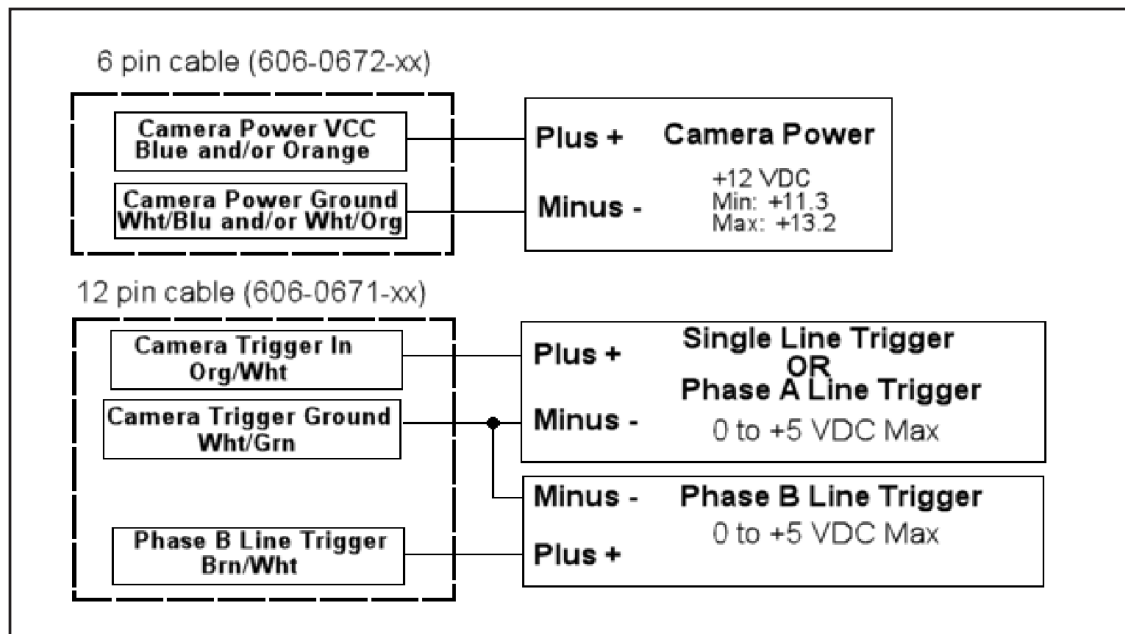 6 pin cable (606-0672-xx)
Camera Power VCC
Blue and/or Orange
Camera Power Ground
Wht/Blu and/or Wht/Org
Plus +
Camera Power
+12 VDC
Min: +11.3
Max: +13.2
Minus -
12 pin cable (606-0671-xx)
Camera Trigger In
Org/Wht
Camera Trigger Ground
Wht/Grn
Phase B Line Trigger
Brn/Wht
Plus +
Single Line Trigger
OR
Phase A Line Trigger
Minus -
0 to +5 VDC Max
Minus -
Phase B Line Trigger
0 to +5 VDC Max
Plus +